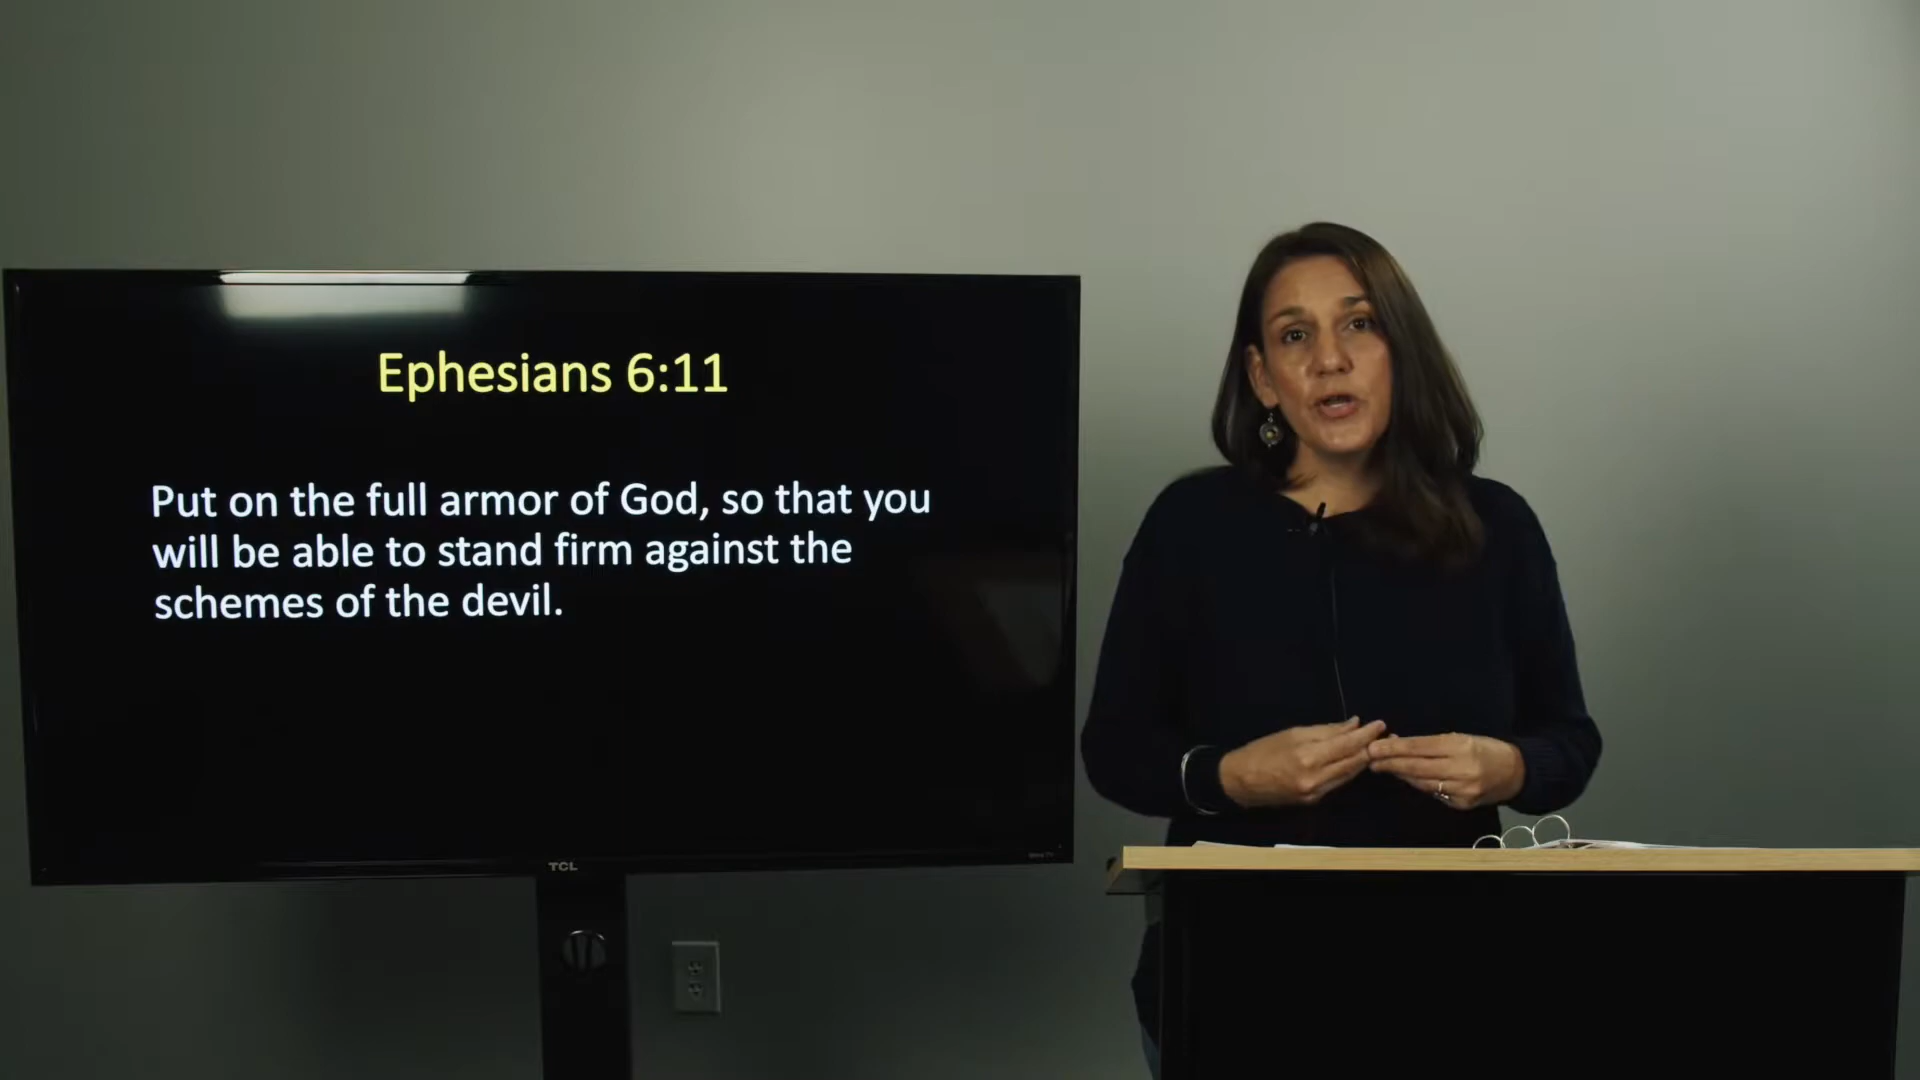 Ephesians 6:11
Put on the full armor of God, so that you
will be able to stand firm against the
schemes of the devil.
TCL